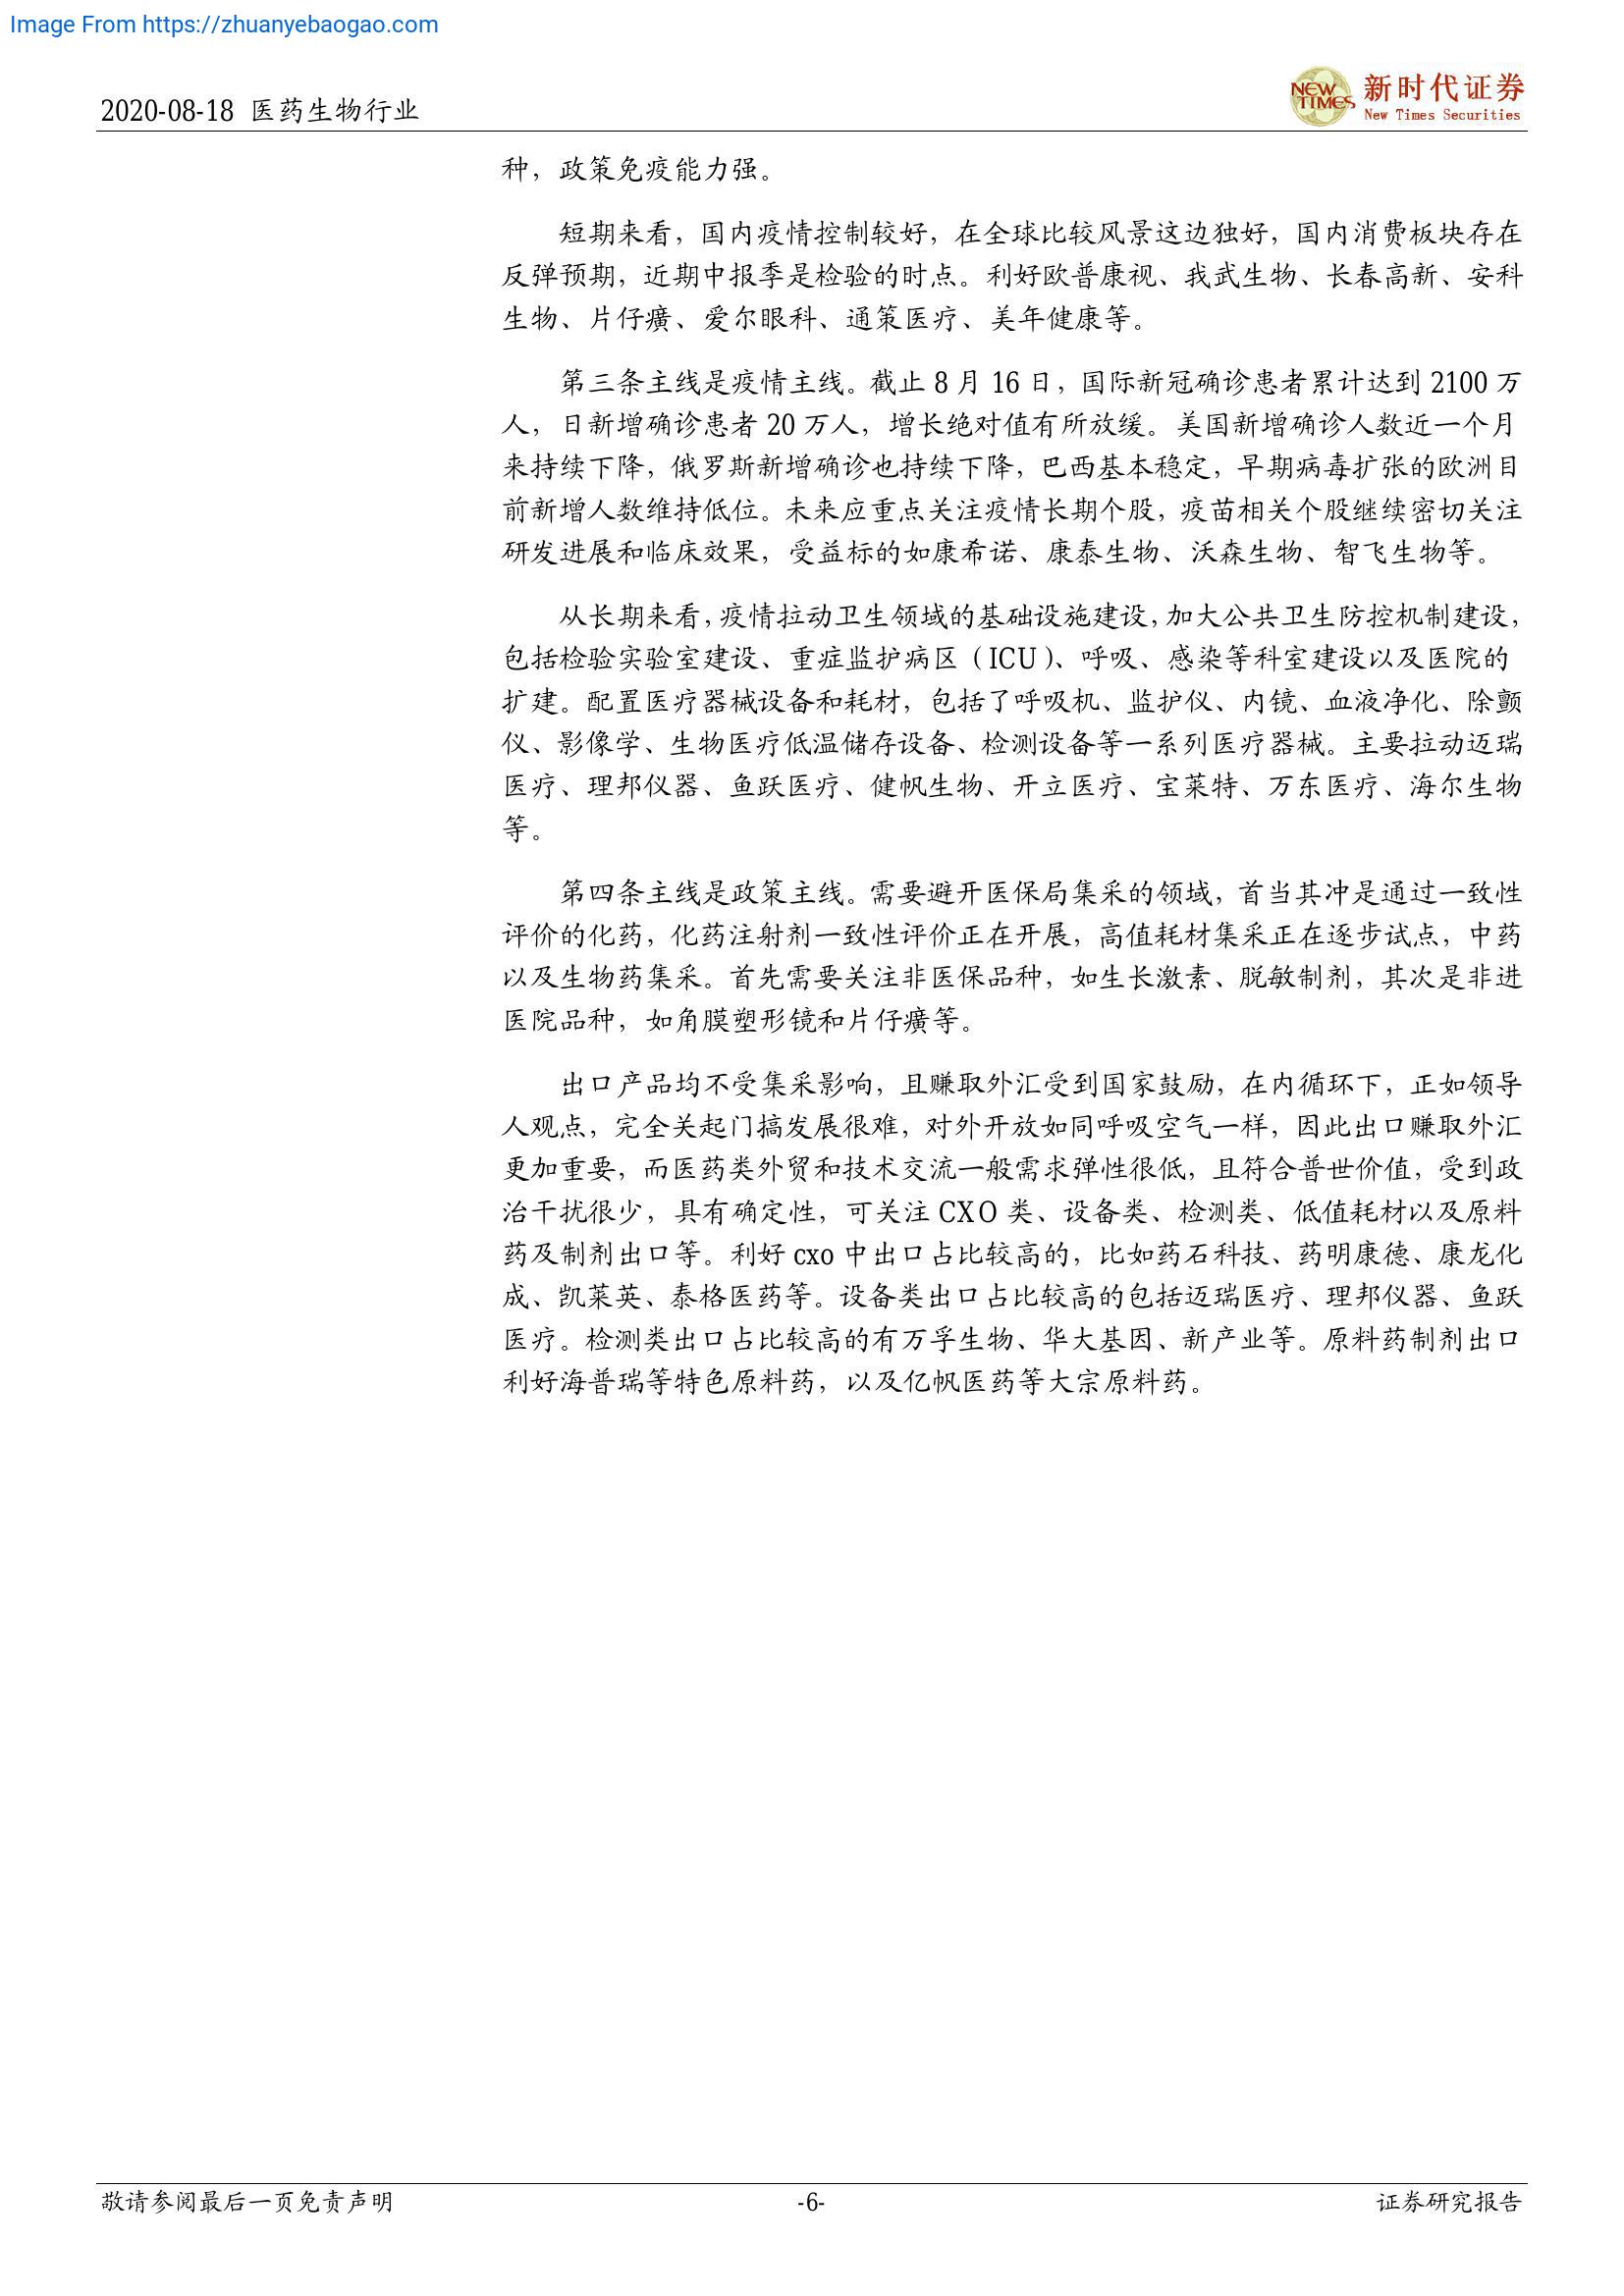 Image From https://zhuanyebaogao.com
2020-08-18 医药生物行业
NEW TIMES
新时代证券
New Times Securities
种，政策免疫能力强。
短期来看，国内疫情控制较好，在全球比较风景这边独好，国内消费板块存在
反弹预期，近期中报季是检验的时点。利好欧普康视、我武生物、长春高新、安科
生物、片仔癀、爱尔眼科、通策医疗、美年健康等。
第三条主线是疫情主线。截止 8 月 16 日，国际新冠确诊患者累计达到 2100 万
人，日新增确诊患者 20 万人，增长绝对值有所放缓。美国新增确诊人数近一个月
来持续下降，俄罗斯新增确诊也持续下降，巴西基本稳定，早期病毒扩张的欧洲目
前新增人数维持低位。未来应重点关注疫情长期个股，疫苗相关个股继续密切关注
研发进展和临床效果，受益标的如康希诺、康泰生物、沃森生物、智飞生物等。
从长期来看，疫情拉动卫生领域的基础设施建设，加大公共卫生防控机制建设，
包括检验实验室建设、重症监护病区（ICU）、呼吸、感染等科室建设以及医院的
扩建。配置医疗器械设备和耗材，包括了呼吸机、监护仪、内镜、血液净化、除颤
仪、影像学、生物医疗低温储存设备、检测设备等一系列医疗器械。主要拉动迈瑞
医疗、理邦仪器、鱼跃医疗、健帆生物、开立医疗、宝莱特、万东医疗、海尔生物
等。
第四条主线是政策主线。需要避开医保局集采的领域，首当其冲是通过一致性
评价的化药，化药注射剂一致性评价正在开展，高值耗材集采正在逐步试点，中药
以及生物药集采。首先需要关注非医保品种，如生长激素、脱敏制剂，其次是非进
医院品种，如角膜塑形镜和片仔癀等。
出口产品均不受集采影响，且赚取外汇受到国家鼓励，在内循环下，正如领导
人观点，完全关起门搞发展很难，对外开放如同呼吸空气一样，因此出口赚取外汇
更加重要，而医药类外贸和技术交流一般需求弹性很低，且符合普世价值，受到政
治干扰很少，具有确定性，可关注 CXO 类、设备类、检测类、低值耗材以及原料
药及制剂出口等。利好 cxo 中出口占比较高的，比如药石科技、药明康德、康龙化
成、凯莱英、泰格医药等。设备类出口占比较高的包括迈瑞医疗、理邦仪器、鱼跃
医疗。检测类出口占比较高的有万孚生物、华大基因、新产业等。原料药制剂出口
利好海普瑞等特色原料药，以及亿帆医药等大宗原料药。
敬请参阅最后一页免责声明
-6-
证券研究报告